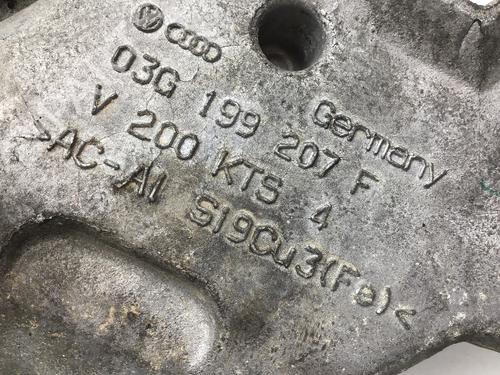 03G 199 207 F
Germany
V 200 KTS 4
>AC-Al Si9Cu3(Fe)<